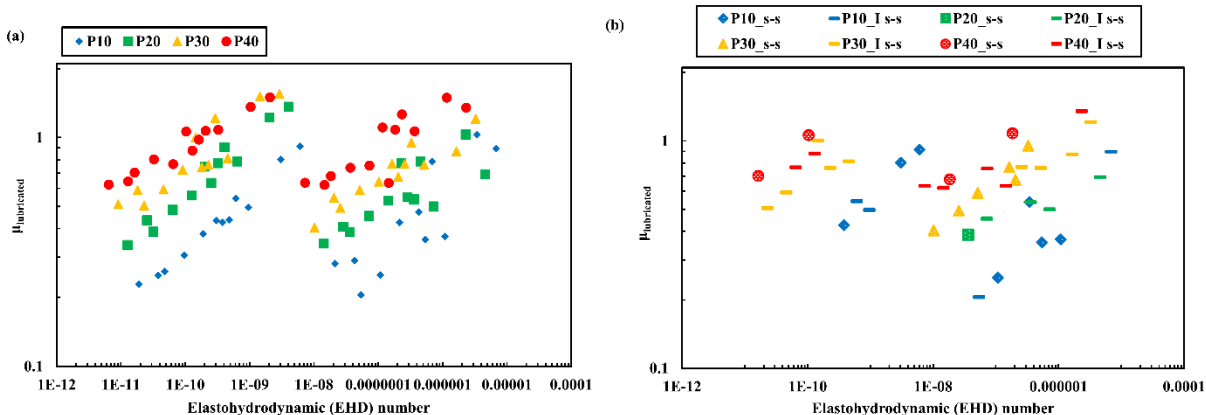 (a)
P10 P20 P30 P40
1
0.1
μlubricated
1E-12 1E-11 1E-10 1E-09 1E-08 0.0000001 0.000001 0.00001 0.0001
Elastohydrodynamic (EHD) number
(b)
P10_s-s P10_I s-s P20_s-s P20_I s-s
P30_s-s P30_I s-s P40_s-s P40_I s-s
1
0.1
μlubricated
1E-12 1E-10 1E-08 0.000001 0.0001
Elastohydrodynamic (EHD) number